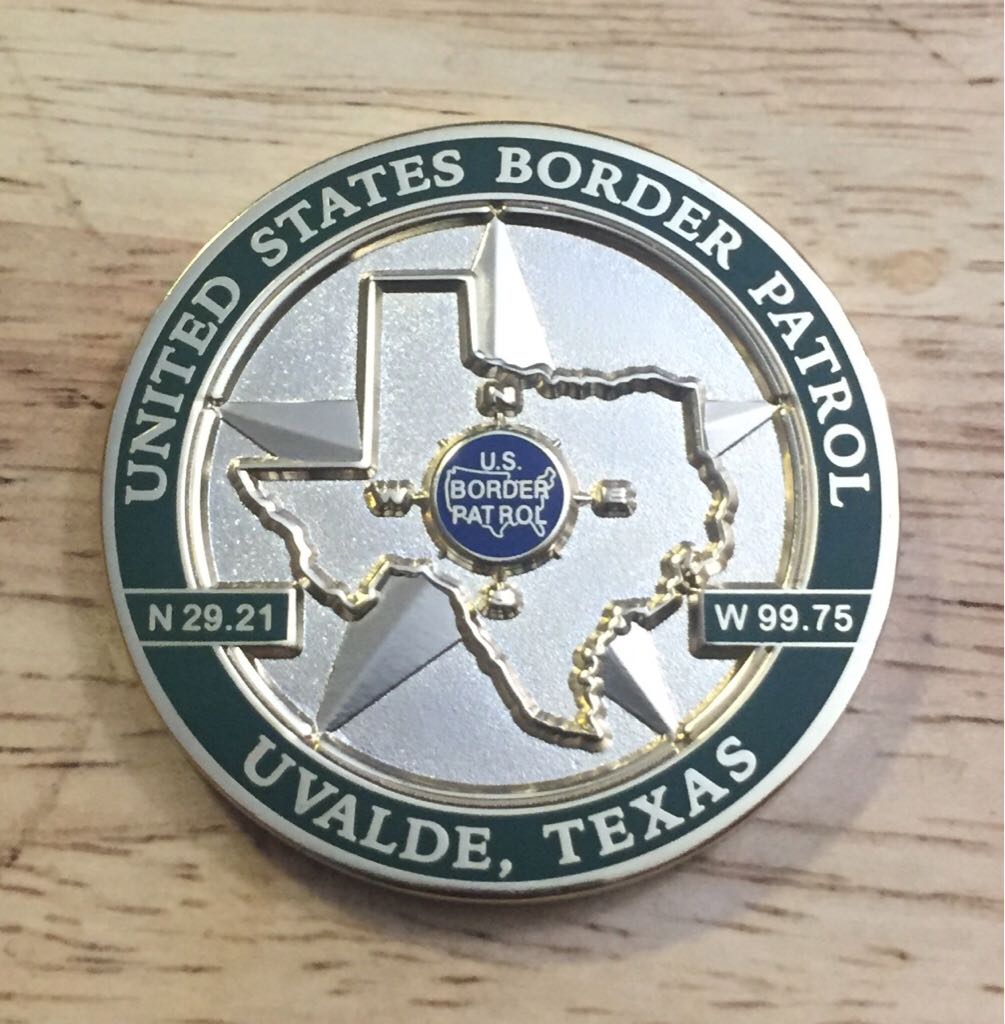 UNITED STATES BORDER PATROL
N
U.S.
BORDER
PATROL
W
E
N 29.21
W 99.75
UVALDE, TEXAS